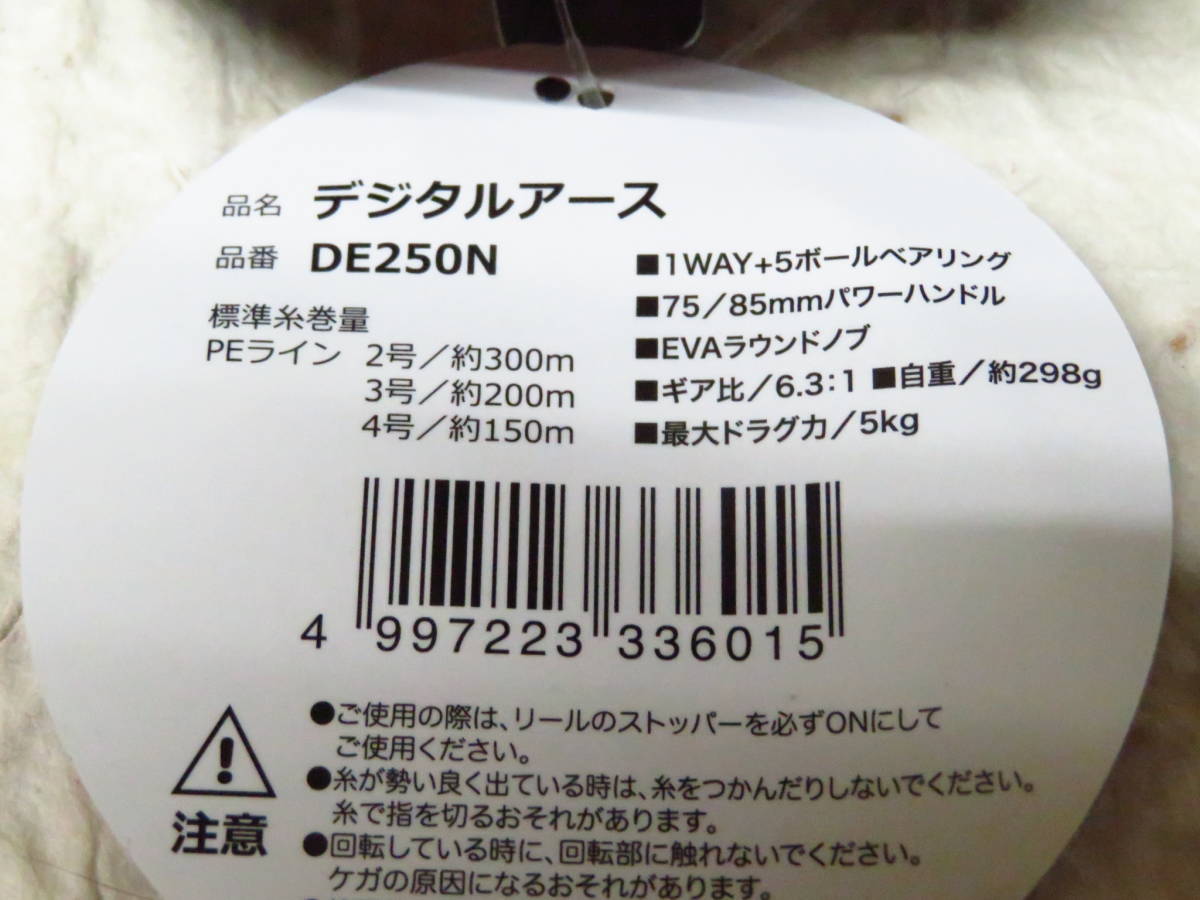 品名 デジタルアース
品番 DE250N
標準糸巻量
PEライン 2号／約300m
3号／約200m
4号／約150m
■1WAY+5ボールベアリング
■75／85mmパワーハンドル
■EVAラウンドノブ
■ギア比／6.3:1 ■自重／約298g
■最大ドラグ力／5kg
4 997223 336015
注意
●ご使用の際は、リールのストッパーを必ずONにして
ご使用ください。
●糸が勢い良く出ている時は、糸をつかんだりしないでください。
糸で指を切るおそれがあります。
●回転している時に、回転部に触れないでください。
ケガの原因になるおそれがあります。